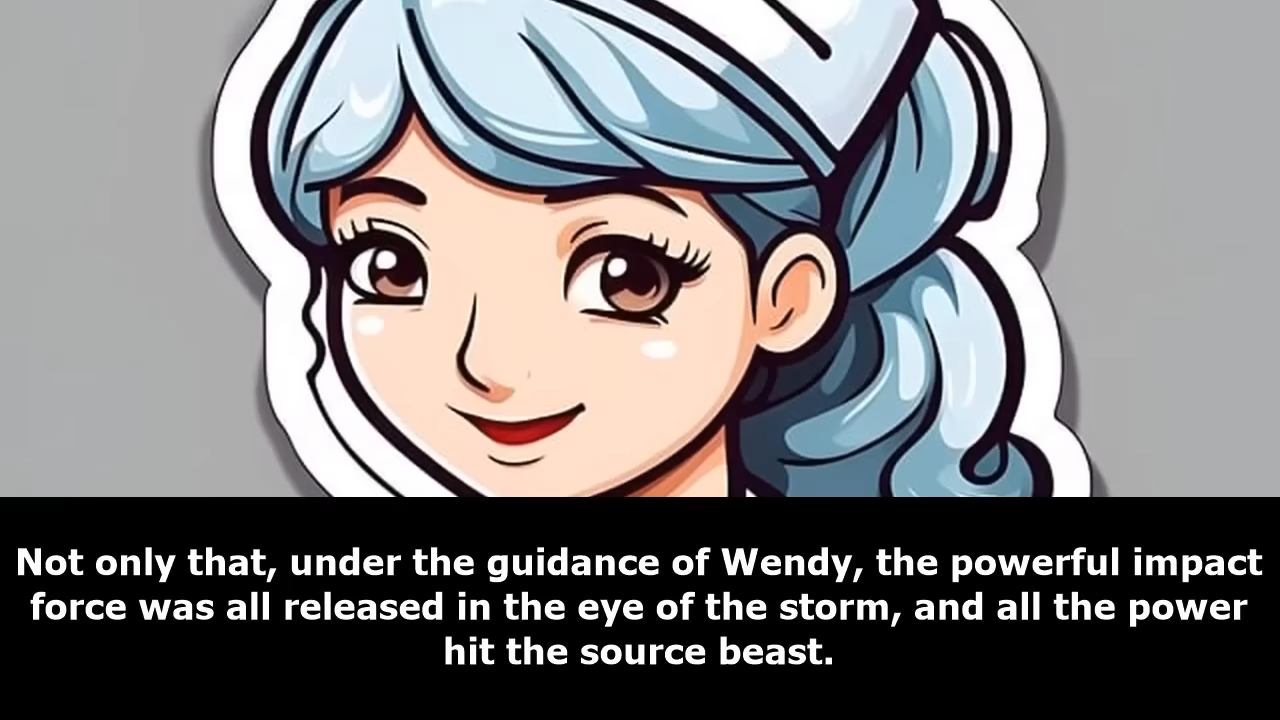 Not only that, under the guidance of Wendy, the powerful impact
force was all released in the eye of the storm, and all the power
hit the source beast.